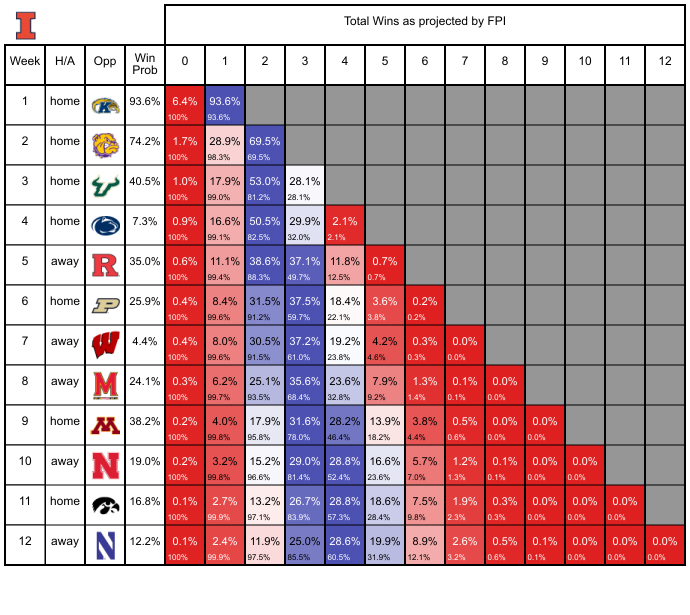 I
Total Wins as projected by FPI
Week H/A Opp Win Prob 0 1 2 3 4 5 6 7 8 9 10 11 12
1 home K 93.6% 6.4% 93.6%
100% 93.6%
2 home 74.2% 1.7% 28.9% 69.5%
100% 98.3% 69.5%
3 home 40.5% 1.0% 17.9% 53.0% 28.1%
100% 99.0% 81.2% 28.1%
4 home 7.3% 0.9% 16.6% 50.5% 29.9% 2.1%
100% 99.1% 82.5% 32.0% 2.1%
5 away R 35.0% 0.6% 11.1% 38.6% 37.1% 11.8% 0.7%
100% 99.4% 88.3% 49.7% 12.5% 0.7%
6 home P 25.9% 0.4% 8.4% 31.5% 37.5% 18.4% 3.6% 0.2%
100% 99.6% 91.2% 59.7% 22.1% 3.8% 0.2%
7 away W 4.4% 0.4% 8.0% 30.5% 37.2% 19.2% 4.2% 0.3% 0.0%
100% 99.6% 91.5% 61.0% 23.8% 4.6% 0.3% 0.0%
8 away M 24.1% 0.3% 6.2% 25.1% 35.6% 23.6% 7.9% 1.3% 0.1% 0.0%
100% 99.7% 93.5% 68.4% 32.8% 9.2% 1.4% 0.1% 0.0%
9 home M 38.2% 0.2% 4.0% 17.9% 31.6% 28.2% 13.9% 3.8% 0.5% 0.0% 0.0%
100% 99.8% 95.8% 78.0% 46.4% 18.2% 4.4% 0.6% 0.0% 0.0%
10 away N 19.0% 0.2% 3.2% 15.2% 29.0% 28.8% 16.6% 5.7% 1.2% 0.1% 0.0% 0.0%
100% 99.8% 96.6% 81.4% 52.4% 23.6% 7.0% 1.3% 0.1% 0.0% 0.0%
11 home 16.8% 0.1% 2.7% 13.2% 26.7% 28.8% 18.6% 7.5% 1.9% 0.3% 0.0% 0.0% 0.0%
100% 99.9% 97.1% 83.9% 57.3% 28.4% 9.8% 2.3% 0.3% 0.0% 0.0% 0.0%
12 away N 12.2% 0.1% 2.4% 11.9% 25.0% 28.6% 19.9% 8.9% 2.6% 0.5% 0.1% 0.0% 0.0% 0.0%
100% 99.9% 97.5% 85.5% 60.5% 31.9% 12.1% 3.2% 0.6% 0.1% 0.0% 0.0% 0.0%